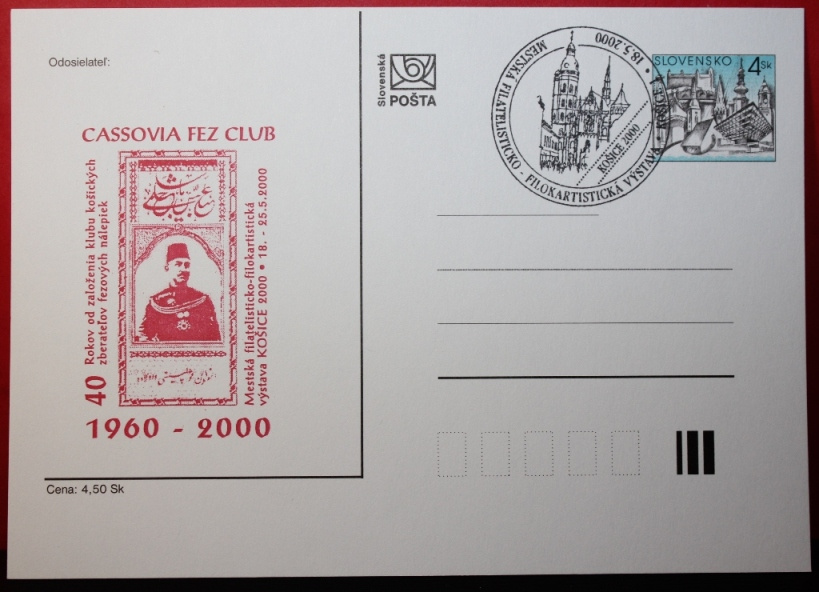 Odosielateľ:
CASSOVIA FEZ CLUB
40 Rokov od založenia klubu košických
zberateľov fezových nálepiek
Mestská filatelisticko-filokartistická
výstava KOŠICE 2000 • 18. - 25.5.2000
1960 - 2000
Cena: 4,50 Sk
Slovenská
POŠTA
MESTSKÁ FILATELISTICKO - FILOKARTISTICKÁ VÝSTAVA • KOŠICE 1 • 18.5.2000
KOŠICE 2000
SLOVENSKO 4 Sk